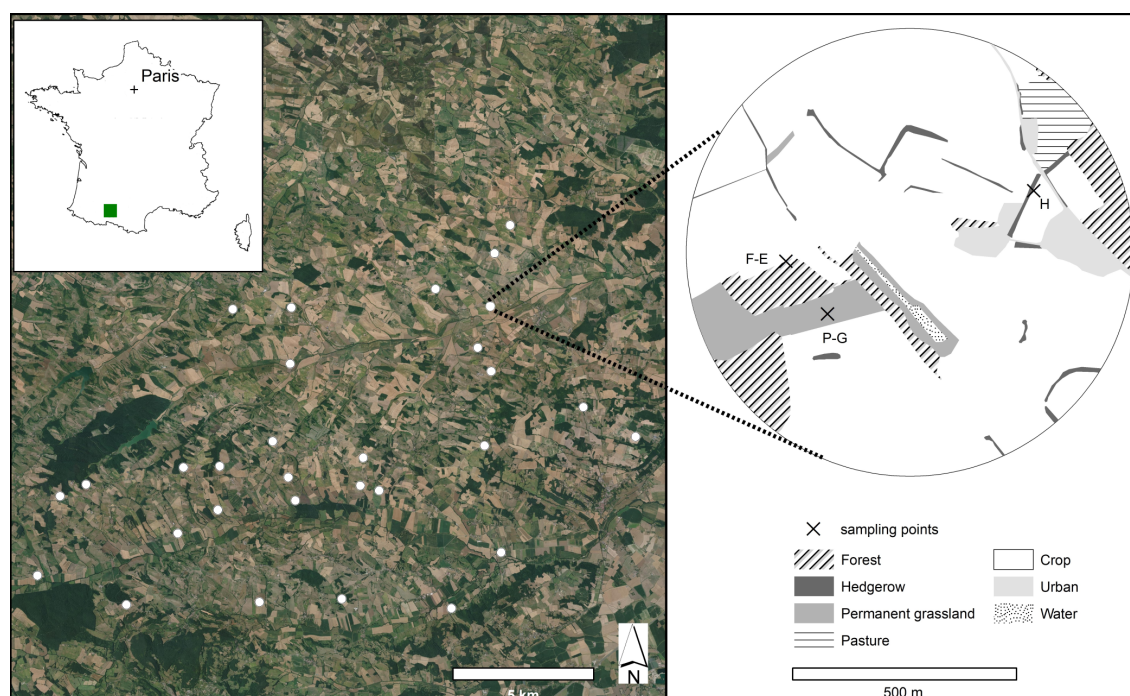 Paris
N
5 km
H
F-E
P-G
sampling points
Forest
Hedgerow
Permanent grassland
Pasture
Crop
Urban
Water
500 m